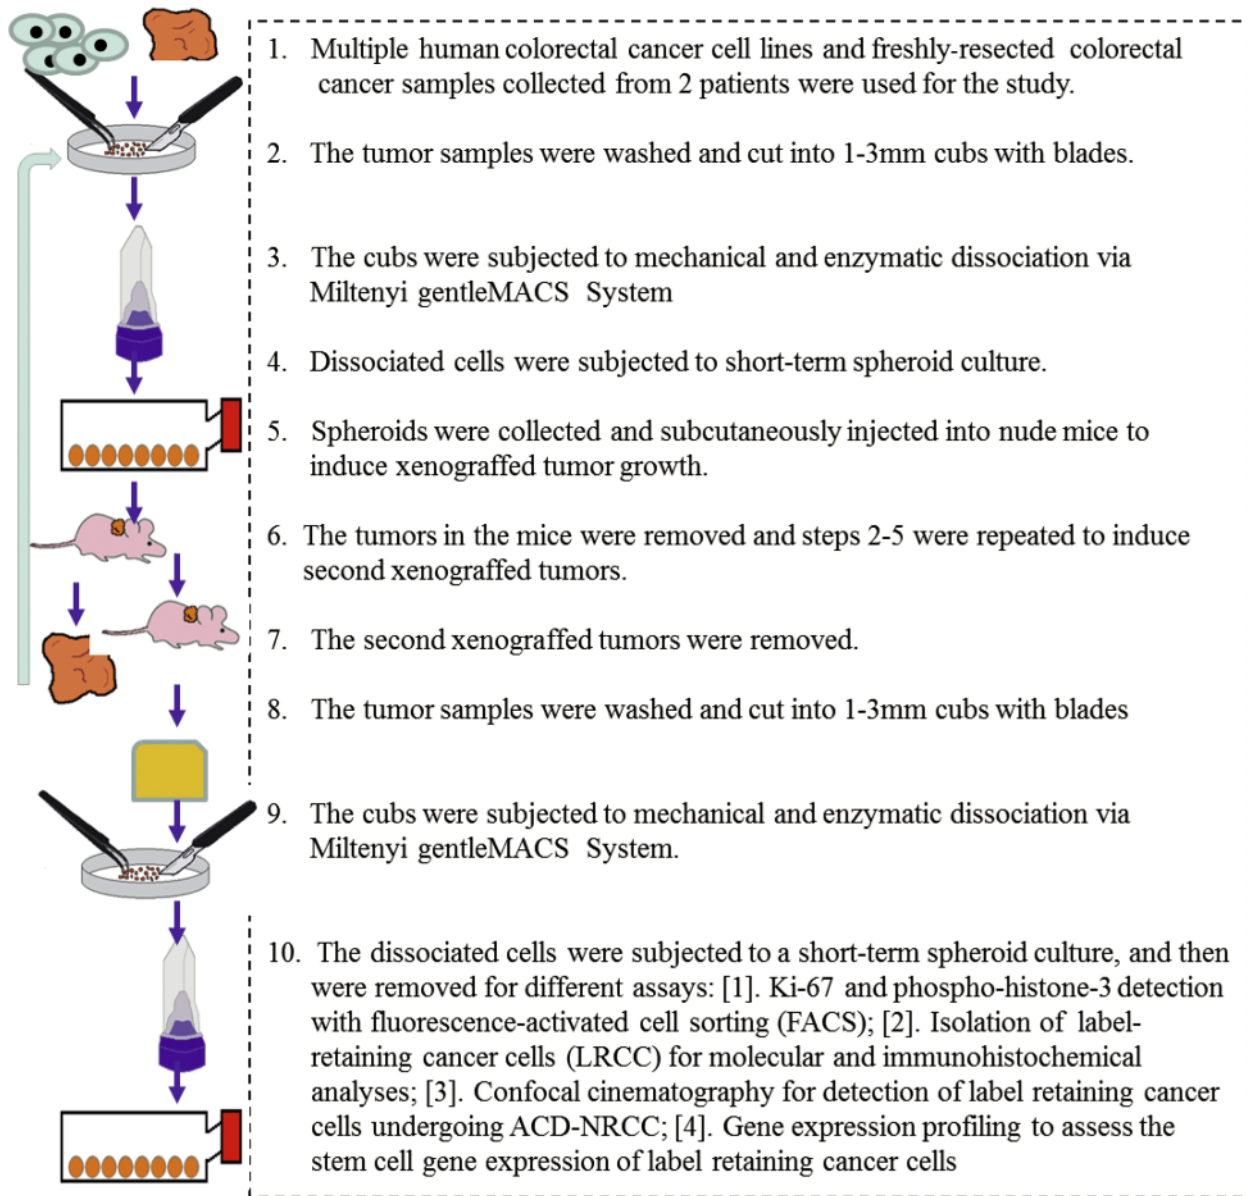 1. Multiple human colorectal cancer cell lines and freshly-resected colorectal
cancer samples collected from 2 patients were used for the study.
2. The tumor samples were washed and cut into 1-3mm cubs with blades.
3. The cubs were subjected to mechanical and enzymatic dissociation via
Miltenyi gentleMACS System
4. Dissociated cells were subjected to short-term spheroid culture.
5. Spheroids were collected and subcutaneously injected into nude mice to
induce xenograffed tumor growth.
6. The tumors in the mice were removed and steps 2-5 were repeated to induce
second xenograffed tumors.
7. The second xenograffed tumors were removed.
8. The tumor samples were washed and cut into 1-3mm cubs with blades
9. The cubs were subjected to mechanical and enzymatic dissociation via
Miltenyi gentleMACS System.
10. The dissociated cells were subjected to a short-term spheroid culture, and then
were removed for different assays: [1]. Ki-67 and phospho-histone-3 detection
with fluorescence-activated cell sorting (FACS); [2]. Isolation of label-
retaining cancer cells (LRCC) for molecular and immunohistochemical
analyses; [3]. Confocal cinematography for detection of label retaining cancer
cells undergoing ACD-NRCC; [4]. Gene expression profiling to assess the
stem cell gene expression of label retaining cancer cells